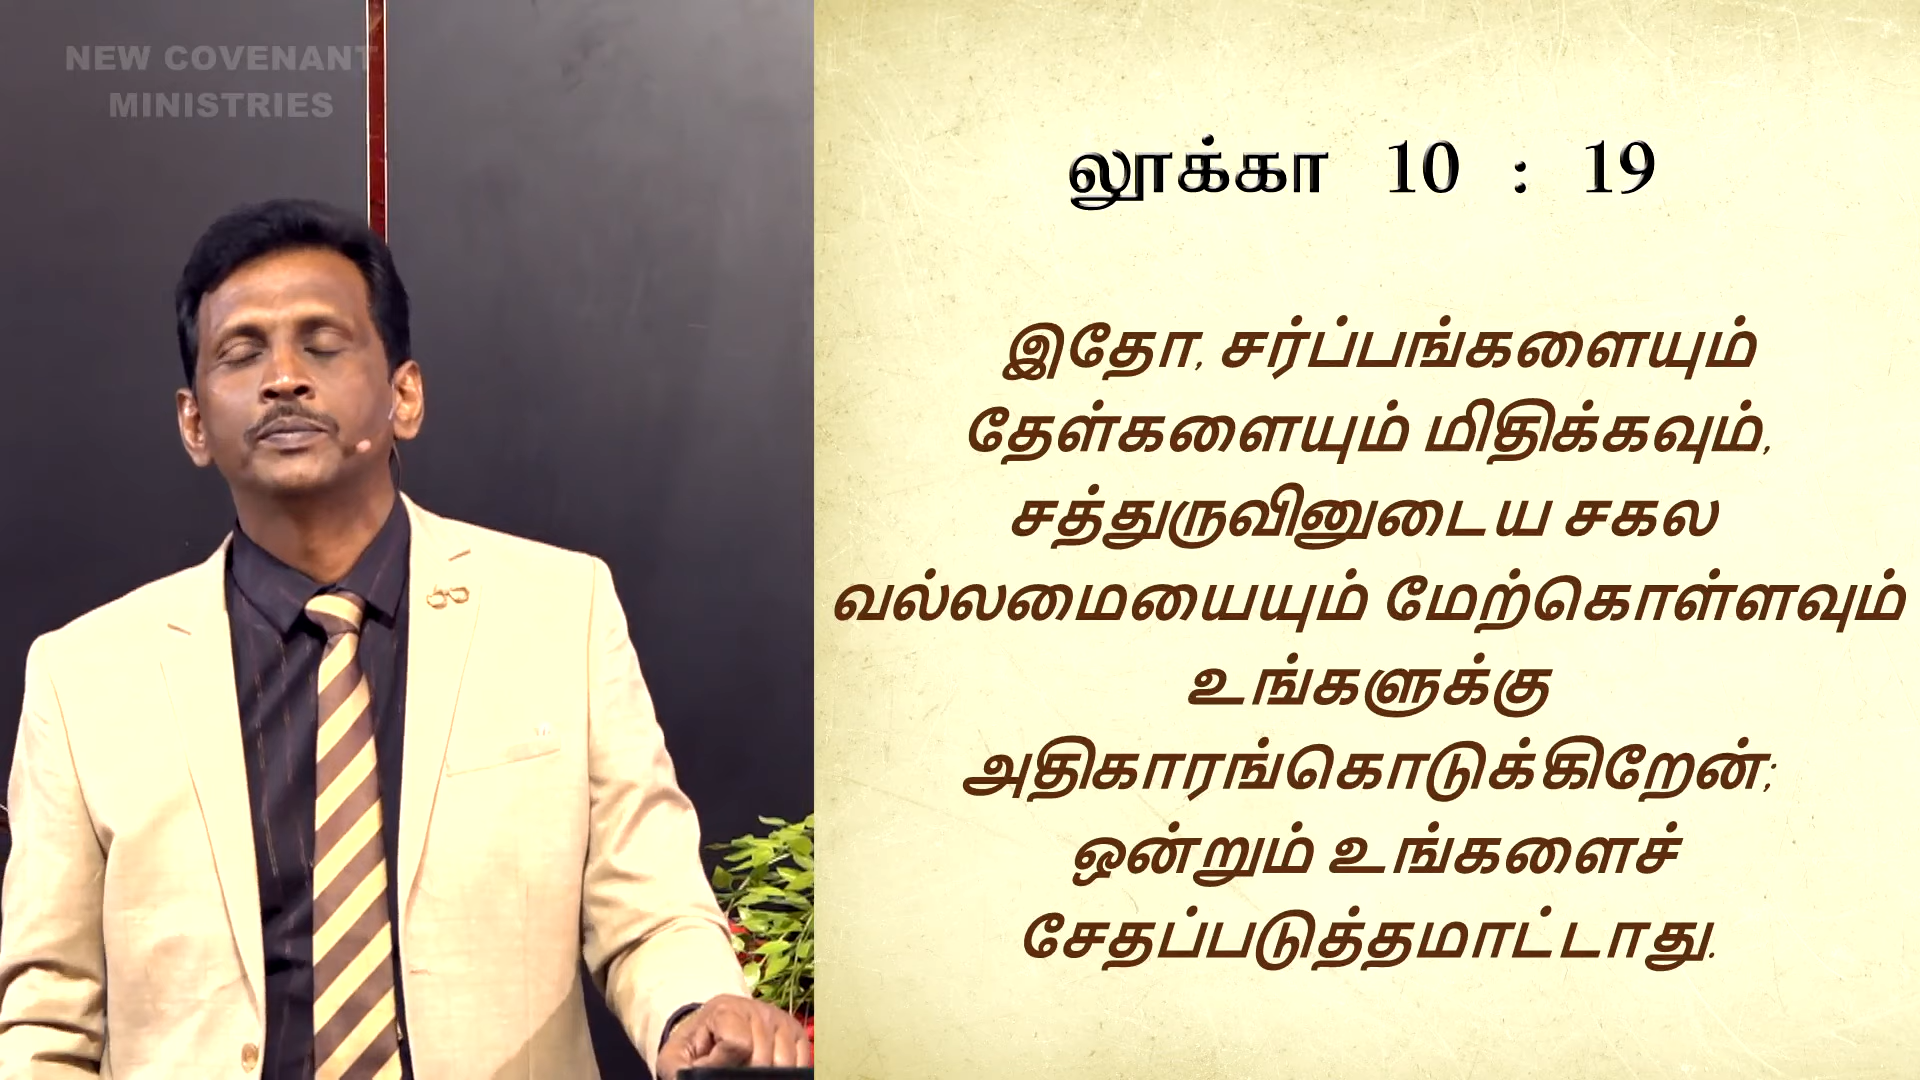 NEW COVENANT
MINISTRIES
லூக்கா 10 : 19
இதோ, சர்ப்பங்களையும்
தேள்களையும் மிதிக்கவும்,
சத்துருவினுடைய சகல
வல்லமையையும் மேற்கொள்ளவும்
உங்களுக்கு
அதிகாரங்கொடுக்கிறேன்;
ஒன்றும் உங்களைச்
சேதப்படுத்தமாட்டாது.